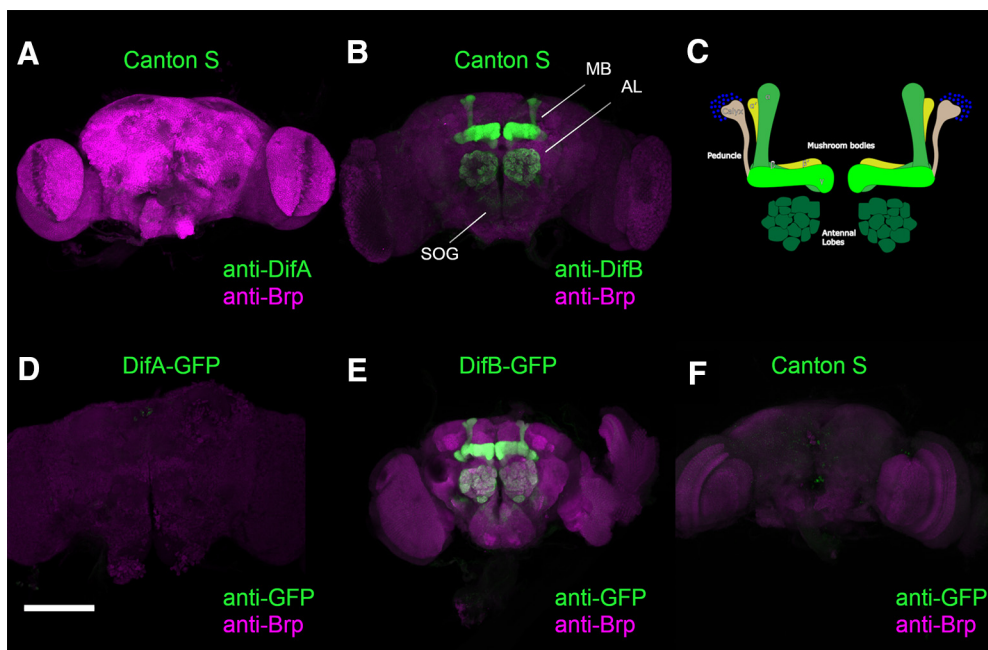 A
Canton S
anti-DifA
anti-Brp
B
Canton S
MB
AL
SOG
anti-DifB
anti-Brp
C
Calyx
Mushroom bodies
Peduncle
Antennal
Lobes
D
DifA-GFP
anti-GFP
anti-Brp
E
DifB-GFP
anti-GFP
anti-Brp
F
Canton S
anti-GFP
anti-Brp